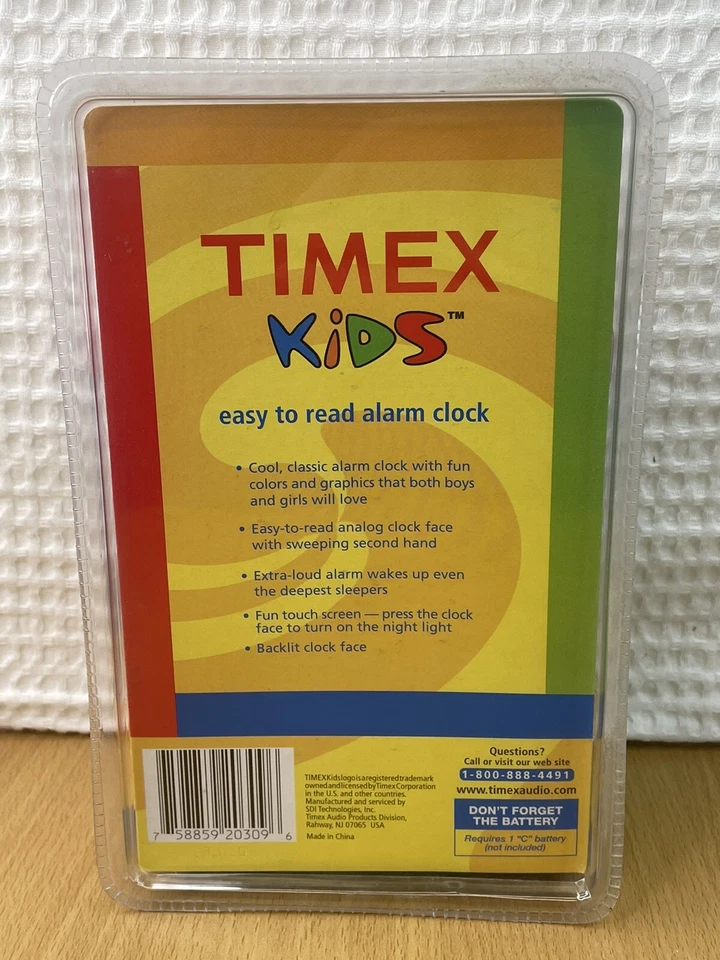 TIMEX
KiDS™
easy to read alarm clock
• Cool, classic alarm clock with fun
colors and graphics that both boys
and girls will love
• Easy-to-read analog clock face
with sweeping second hand
• Extra-loud alarm wakes up even
the deepest sleepers
• Fun touch screen — press the clock
face to turn on the night light
• Backlit clock face
7 58859 20309 6
TIMEXKidslogoisaregisteredtrademark
ownedandlicensedbyTimexCorporation
in the U.S. and other countries.
Manufactured and serviced by
SDI Technologies, Inc.
Timex Audio Products Division,
Rahway, NJ 07065 USA
Made in China
Questions?
Call or visit our web site
1-800-888-4491
www.timexaudio.com
DON'T FORGET
THE BATTERY
Requires 1 "C" battery
(not included)